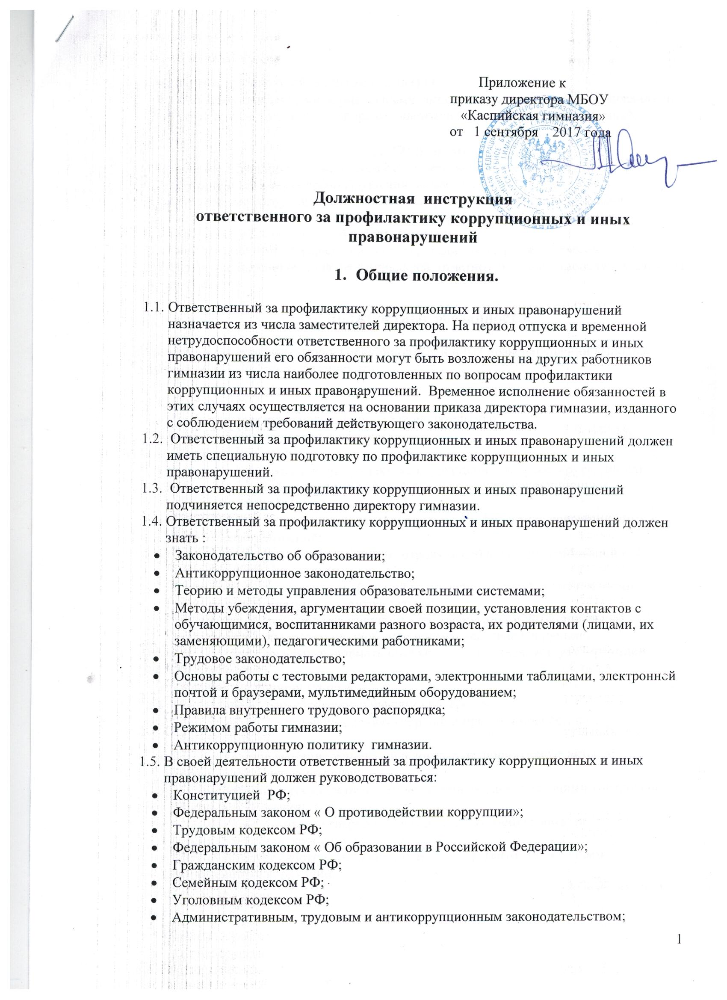 Приложение к
приказу директора МБОУ
«Каспийская гимназия»
от 1 сентября 2017 года
Должностная инструкция
ответственного за профилактику коррупционных и иных
правонарушений
1. Общие положения.
1.1. Ответственный за профилактику коррупционных и иных правонарушений
назначается из числа заместителей директора. На период отпуска и временной
нетрудоспособности ответственного за профилактику коррупционных и иных
правонарушений его обязанности могут быть возложены на других работников
гимназии из числа наиболее подготовленных по вопросам профилактики
коррупционных и иных правонарушений. Временное исполнение обязанностей в
этих случаях осуществляется на основании приказа директора гимназии, изданного
с соблюдением требований действующего законодательства.
1.2. Ответственный за профилактику коррупционных и иных правонарушений должен
иметь специальную подготовку по профилактике коррупционных и иных
правонарушений.
1.3. Ответственный за профилактику коррупционных и иных правонарушений
подчиняется непосредственно директору гимназии.
1.4. Ответственный за профилактику коррупционных и иных правонарушений должен
знать :
• Законодательство об образовании;
• Антикоррупционное законодательство;
• Теорию и методы управления образовательными системами;
• Методы убеждения, аргументации своей позиции, установления контактов с
обучающимися, воспитанниками разного возраста, их родителями (лицами, их
заменяющими), педагогическими работниками;
• Трудовое законодательство;
• Основы работы с тестовыми редакторами, электронными таблицами, электронной
почтой и браузерами, мультимедийным оборудованием;
• Правила внутреннего трудового распорядка;
• Режимом работы гимназии;
• Антикоррупционную политику гимназии.
1.5. В своей деятельности ответственный за профилактику коррупционных и иных
правонарушений должен руководствоваться:
• Конституцией РФ;
• Федеральным законом « О противодействии коррупции»;
• Трудовым кодексом РФ;
• Федеральным законом « Об образовании в Российской Федерации»;
• Гражданским кодексом РФ;
• Семейным кодексом РФ;
• Уголовным кодексом РФ;
• Административным, трудовым и антикоррупционным законодательством;
1